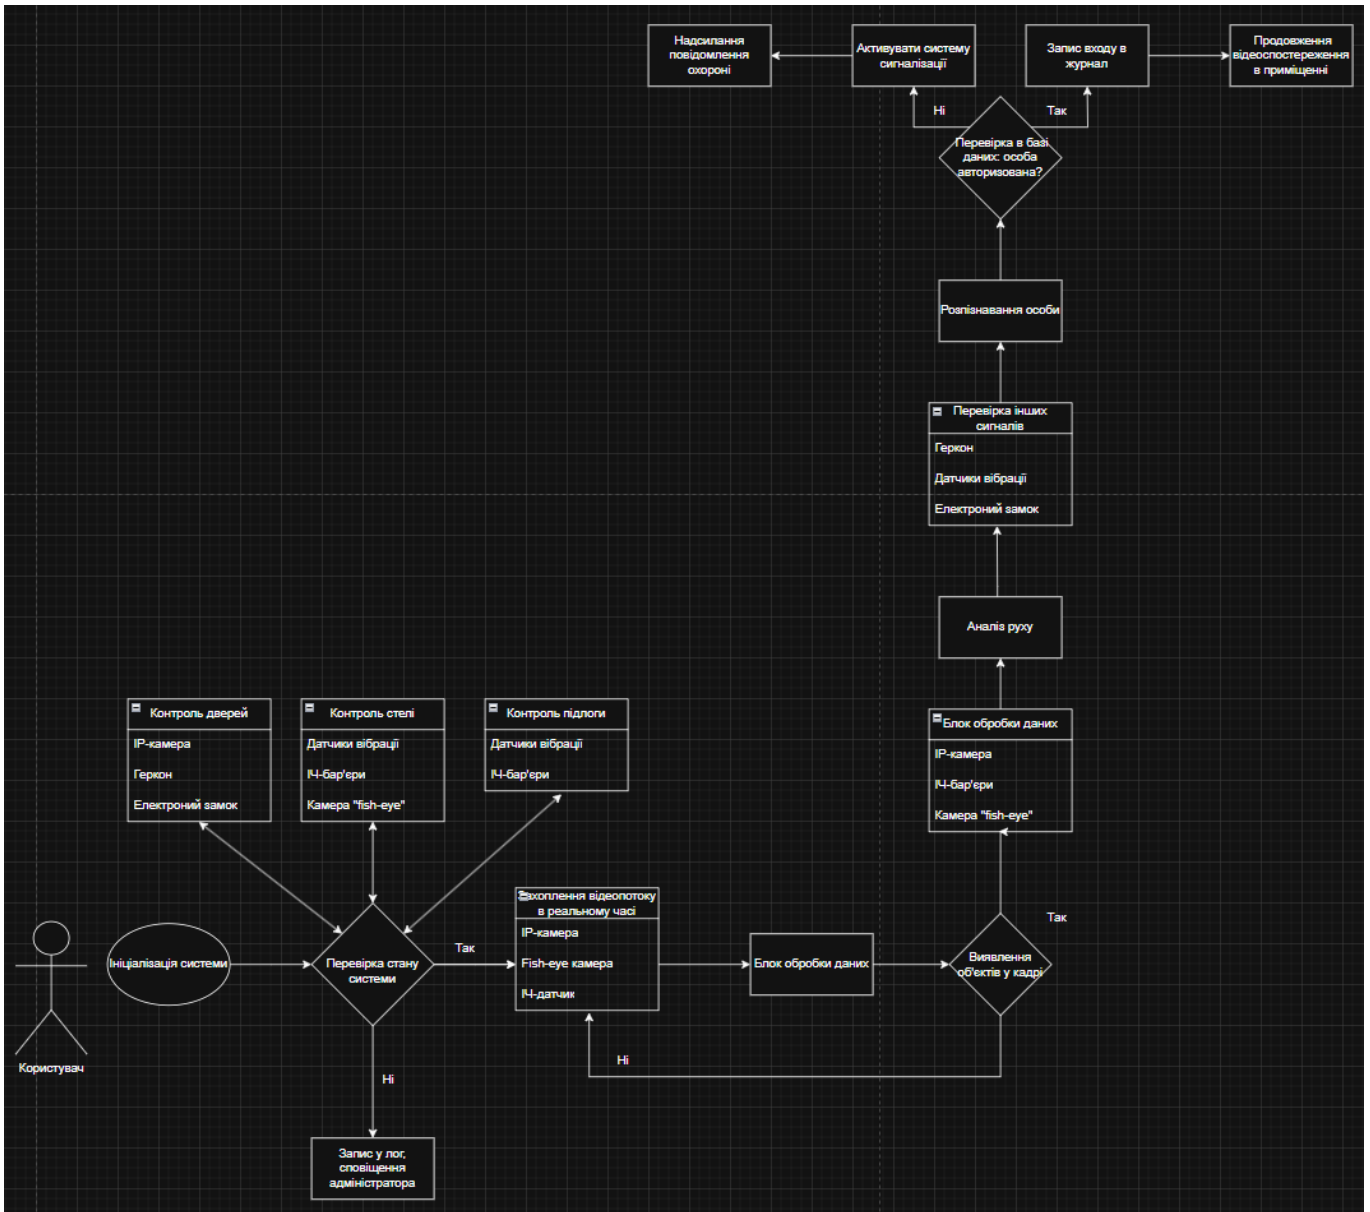 Надсилання
повідомлення
охороні
Активувати систему
сигналізації
Запис входу в
журнал
Продовження
відеоспостереження
в приміщенні
Ні
Так
Перевірка в базі
даних: особа
авторизована?
Розпізнавання особи
Перевірка інших
сигналів
Геркон
Датчики вібрації
Електроний замок
Аналіз руху
Контроль дверей
IP-камера
Геркон
Електроний замок
Контроль стелі
Датчики вібрації
ІЧ-бар'єри
Камера "fish-eye"
Контроль підлоги
Датчики вібрації
ІЧ-бар'єри
Блок обробки даних
IP-камера
ІЧ-бар'єри
Камера "fish-eye"
Користувач
Ініціалізація системи
Перевірка стану
системи
Так
Ні
Запис у лог,
сповіщення
адміністратора
Захоплення відеопотоку
в реальному часі
IP-камера
Fish-eye камера
ІЧ-датчик
Блок обробки даних
Виявлення
об'єктів у кадрі
Так
Ні